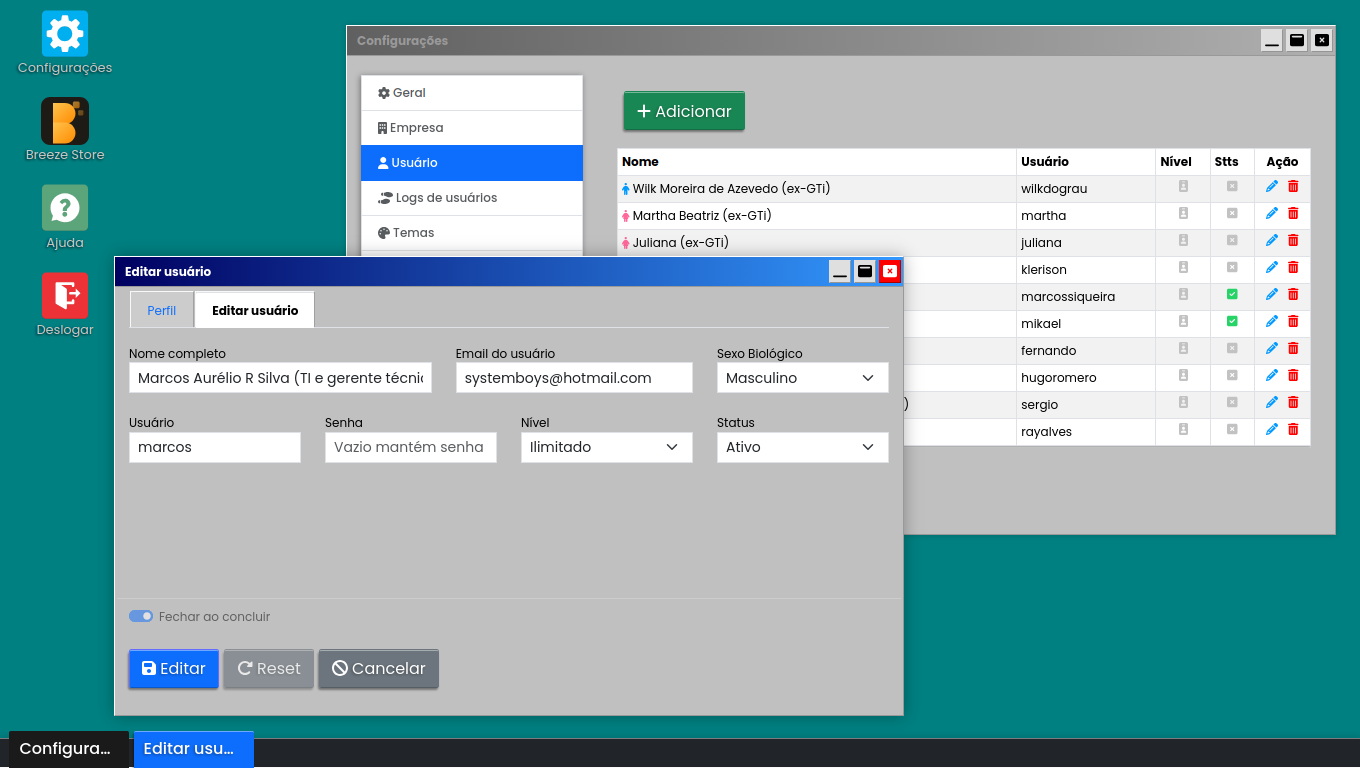 Configurações
Breeze Store
Ajuda
Deslogar
Configurações
Geral
Empresa
Usuário
Logs de usuários
Temas
Adicionar
Nome Usuário Nível Stts Ação
Wilk Moreira de Azevedo (ex-GTi) wilkdograu
Martha Beatriz (ex-GTi) martha
Juliana (ex-GTi) juliana
klerison
marcossiqueira
mikael
fernando
hugoromero
) sergio
rayalves
Editar usuário
Perfil Editar usuário
Nome completo Email do usuário Sexo Biológico
Marcos Aurélio R Silva (TI e gerente técni systemboys@hotmail.com Masculino
Usuário Senha Nível Status
marcos Vazio mantém senha Ilimitado Ativo
Fechar ao concluir
Editar Reset Cancelar
Configura... Editar usu...